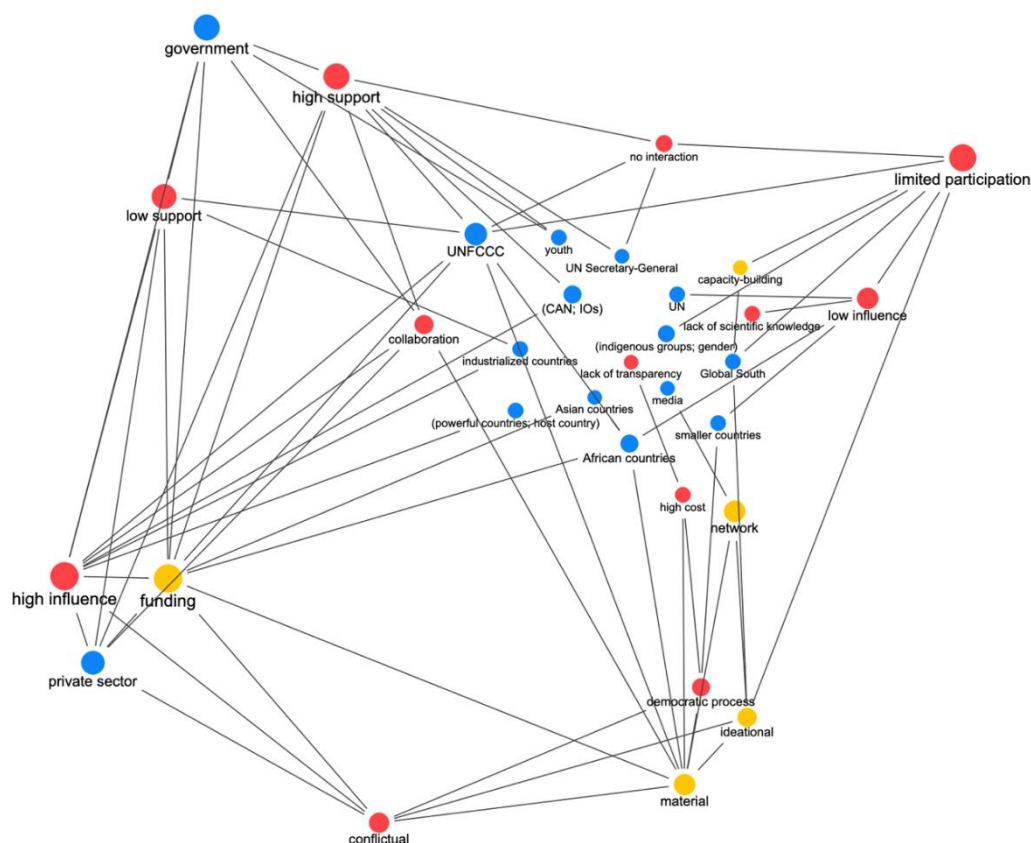 government
high support
no interaction
limited participation
low support
UNFCCC
youth
UN Secretary-General
capacity-building
(CAN; IOs)
UN
low influence
lack of scientific knowledge
collaboration
(indigenous groups; gender)
industrialized countries
lack of transparency
Global South
media
Asian countries
(powerful countries; host country)
smaller countries
African countries
high cost
network
high influence
funding
private sector
democratic process
ideational
material
conflictual